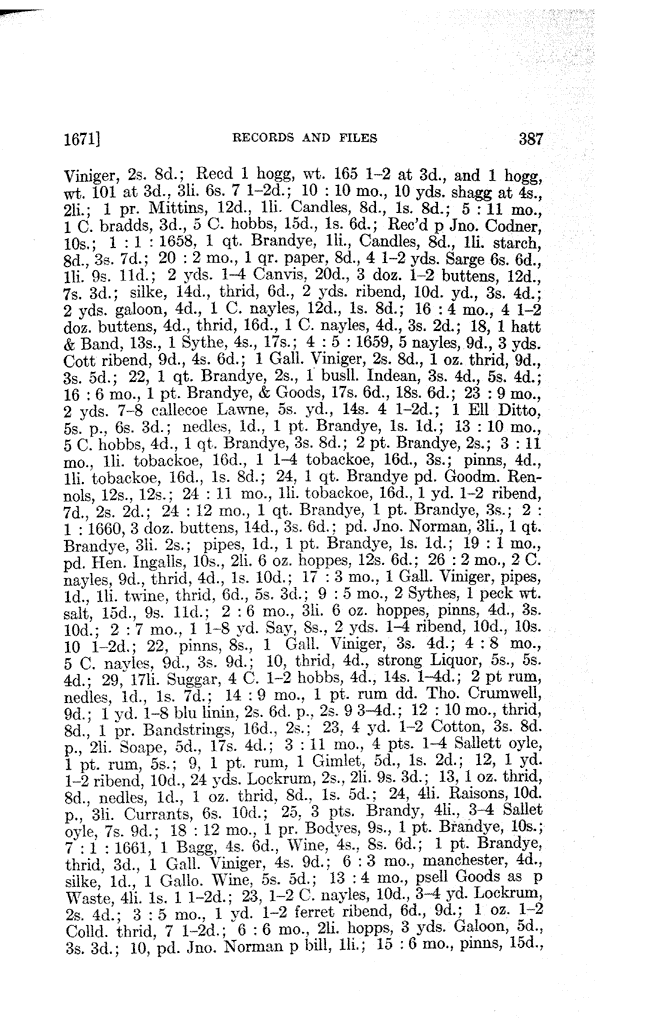 1671] RECORDS AND FILES 387
Viniger, 2s. 8d.; Recd 1 hogg, wt. 165 1-2 at 3d., and 1 hogg,
wt. 101 at 3d., 3li. 6s. 7 1-2d.; 10 : 10 mo., 10 yds. shagg at 4s.,
2li.; 1 pr. Mittins, 12d., 1li. Candles, 8d., 1s. 8d.; 5 : 11 mo.,
1 C. bradds, 3d., 5 C. hobbs, 15d., 1s. 6d.; Rec'd p Jno. Codner,
10s.; 1 : 1 : 1658, 1 qt. Brandye, 1li., Candles, 8d., 1li. starch,
8d., 3s. 7d.; 20 : 2 mo., 1 qr. paper, 8d., 4 1-2 yds. Sarge 6s. 6d.,
1li. 9s. 11d.; 2 yds. 1-4 Canvis, 20d., 3 doz. 1-2 buttens, 12d.,
7s. 3d.; silke, 14d., thrid, 6d., 2 yds. ribend, 10d. yd., 3s. 4d.;
2 yds. galoon, 4d., 1 C. nayles, 12d., 1s. 8d.; 16 : 4 mo., 4 1-2
doz. buttens, 4d., thrid, 16d., 1 C. nayles, 4d., 3s. 2d.; 18, 1 hatt
& Band, 13s., 1 Sythe, 4s., 17s.; 4 : 5 : 1659, 5 nayles, 9d., 3 yds.
Cott ribend, 9d., 4s. 6d.; 1 Gall. Viniger, 2s. 8d., 1 oz. thrid, 9d.,
3s. 5d.; 22, 1 qt. Brandye, 2s., 1 busll. Indean, 3s. 4d., 5s. 4d.;
16 : 6 mo., 1 pt. Brandye, & Goods, 17s. 6d., 18s. 6d.; 23 : 9 mo.,
2 yds. 7-8 callecoe Lawne, 5s. yd., 14s. 4 1-2d.; 1 Ell Ditto,
5s. p., 6s. 3d.; nedles, 1d., 1 pt. Brandye, 1s. 1d.; 13 : 10 mo.,
5 C. hobbs, 4d., 1 qt. Brandye, 3s. 8d.; 2 pt. Brandye, 2s.; 3 : 11
mo., 1li. tobackoe, 16d., 1 1-4 tobackoe, 16d., 3s.; pinns, 4d.,
1li. tobackoe, 16d., 1s. 8d.; 24, 1 qt. Brandye pd. Goodm. Ren-
nols, 12s., 12s.; 24 : 11 mo., 1li. tobackoe, 16d., 1 yd. 1-2 ribend,
7d., 2s. 2d.; 24 : 12 mo., 1 qt. Brandye, 1 pt. Brandye, 3s.; 2 :
1 : 1660, 3 doz. buttens, 14d., 3s. 6d.; pd. Jno. Norman, 3li., 1 qt.
Brandye, 3li. 2s.; pipes, 1d., 1 pt. Brandye, 1s. 1d.; 19 : 1 mo.,
pd. Hen. Ingalls, 10s., 2li. 6 oz. hoppes, 12s. 6d.; 26 : 2 mo., 2 C.
nayles, 9d., thrid, 4d., 1s. 10d.; 17 : 3 mo., 1 Gall. Viniger, pipes,
1d., 1li. twine, thrid, 6d., 5s. 3d.; 9 : 5 mo., 2 Sythes, 1 peck wt.
salt, 15d., 9s. 11d.; 2 : 6 mo., 3li. 6 oz. hoppes, pinns, 4d., 3s.
10d.; 2 : 7 mo., 1 1-8 yd. Say, 8s., 2 yds. 1-4 ribend, 10d., 10s.
10 1-2d.; 22, pinns, 8s., 1 Gall. Viniger, 3s. 4d.; 4 : 8 mo.,
5 C. nayles, 9d., 3s. 9d.; 10, thrid, 4d., strong Liquor, 5s., 5s.
4d.; 29, 17li. Suggar, 4 C. 1-2 hobbs, 4d., 14s. 1-4d.; 2 pt rum,
nedles, 1d., 1s. 7d.; 14 : 9 mo., 1 pt. rum dd. Tho. Crumwell,
9d.; 1 yd. 1-8 blu linin, 2s. 6d. p., 2s. 9 3-4d.; 12 : 10 mo., thrid,
8d., 1 pr. Bandstrings, 16d., 2s.; 23, 4 yd. 1-2 Cotton, 3s. 8d.
p., 2li. Soape, 5d., 17s. 4d.; 3 : 11 mo., 4 pts. 1-4 Sallett oyle,
1 pt. rum, 5s.; 9, 1 pt. rum, 1 Gimlet, 5d., 1s. 2d.; 12, 1 yd.
1-2 ribend, 10d., 24 yds. Lockrum, 2s., 2li. 9s. 3d.; 13, 1 oz. thrid,
8d., nedles, 1d., 1 oz. thrid, 8d., 1s. 5d.; 24, 4li. Raisons, 10d.
p., 3li. Currants, 6s. 10d.; 25, 3 pts. Brandy, 4li., 3-4 Sallet
oyle, 7s. 9d.; 18 : 12 mo., 1 pr. Bodyes, 9s., 1 pt. Brandye, 10s.;
7 : 1 : 1661, 1 Bagg, 4s. 6d., Wine, 4s., 8s. 6d.; 1 pt. Brandye,
thrid, 3d., 1 Gall. Viniger, 4s. 9d.; 6 : 3 mo., manchester, 4d.,
silke, 1d., 1 Gallo. Wine, 5s. 5d.; 13 : 4 mo., psell Goods as p
Waste, 4li. 1s. 1 1-2d.; 23, 1-2 C. nayles, 10d., 3-4 yd. Lockrum,
2s. 4d.; 3 : 5 mo., 1 yd. 1-2 ferret ribend, 6d., 9d.; 1 oz. 1-2
Colld. thrid, 7 1-2d.; 6 : 6 mo., 2li. hopps, 3 yds. Galoon, 5d.,
3s. 3d.; 10, pd. Jno. Norman p bill, 1li.; 15 : 6 mo., pinns, 15d.,